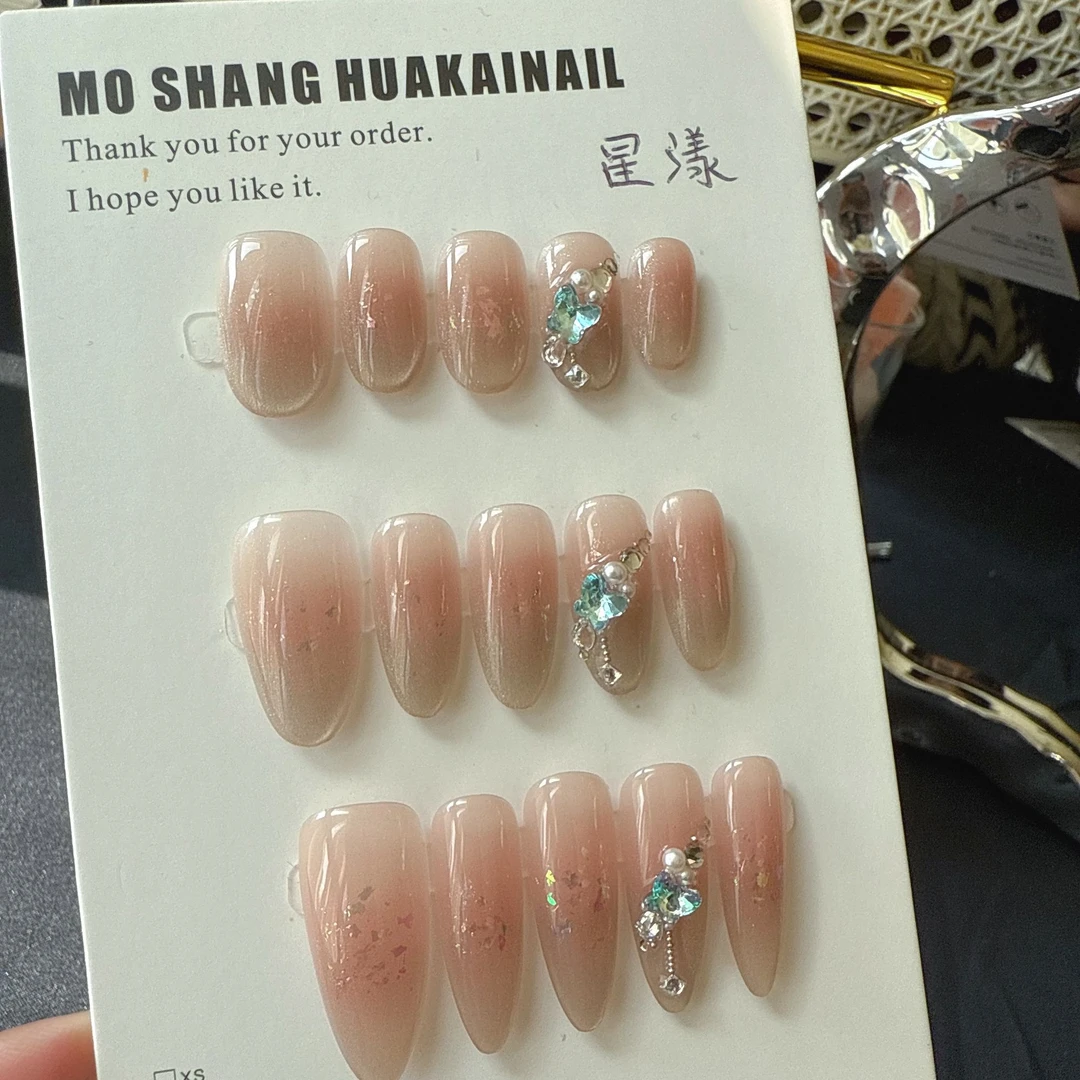 MO SHANG HUAKAINAIL
Thank you for your order.
I hope you like it.
星漾
□XS